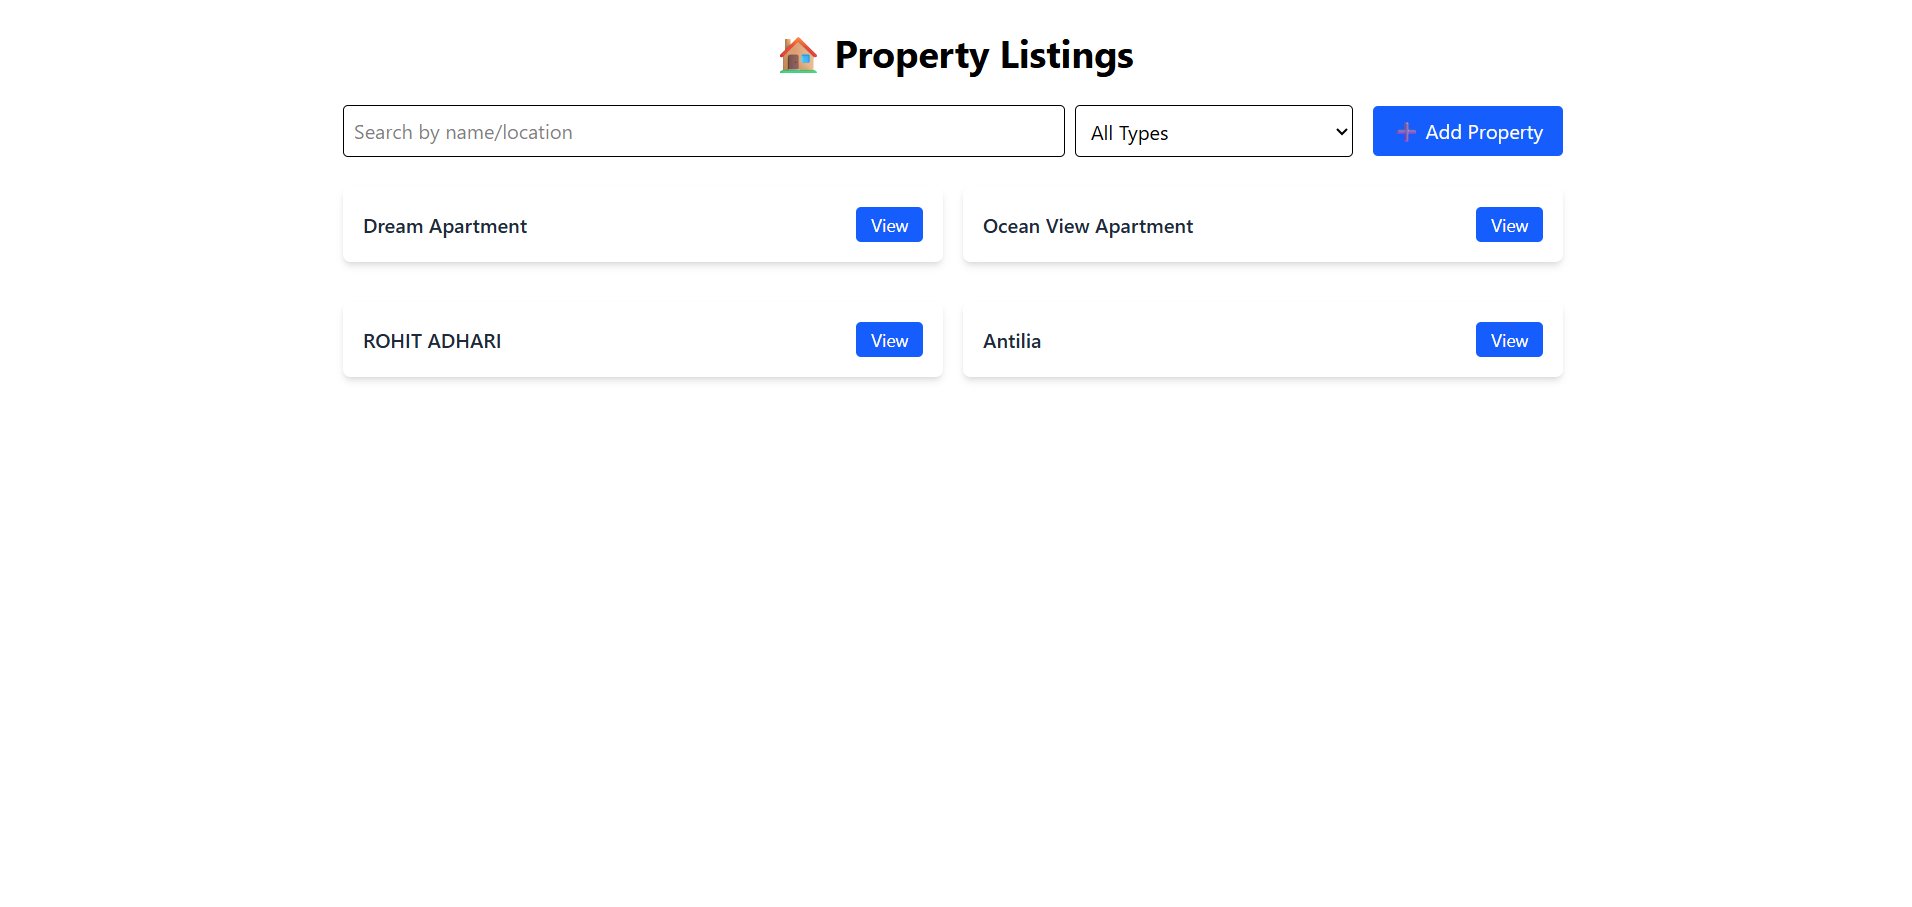 🏠 Property Listings
Search by name/location
All Types
➕ Add Property
Dream Apartment
View
Ocean View Apartment
View
ROHIT ADHARI
View
Antilia
View